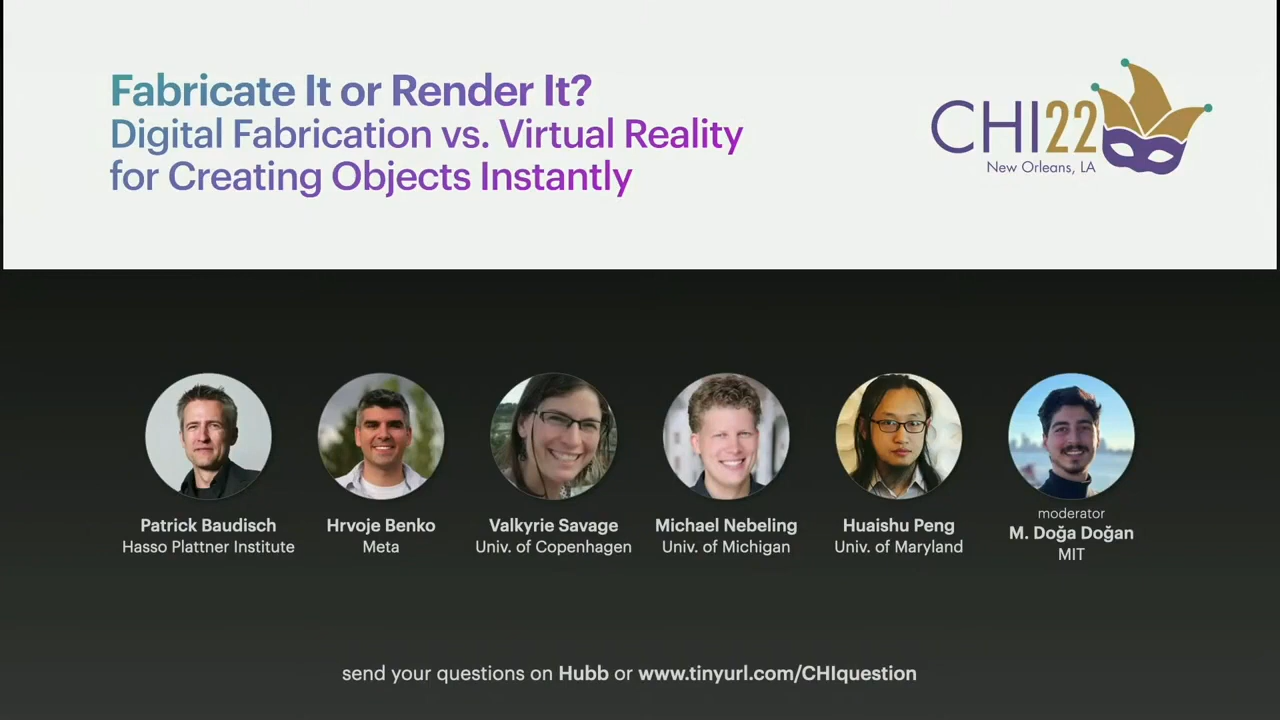 Fabricate It or Render It?
Digital Fabrication vs. Virtual Reality
for Creating Objects Instantly
CHI22
New Orleans, LA
Patrick Baudisch
Hasso Plattner Institute
Hrvoje Benko
Meta
Valkyrie Savage
Univ. of Copenhagen
Michael Nebeling
Univ. of Michigan
Huaishu Peng
Univ. of Maryland
moderator
M. Doğa Doğan
MIT
send your questions on Hubb or www.tinyurl.com/CHIquestion